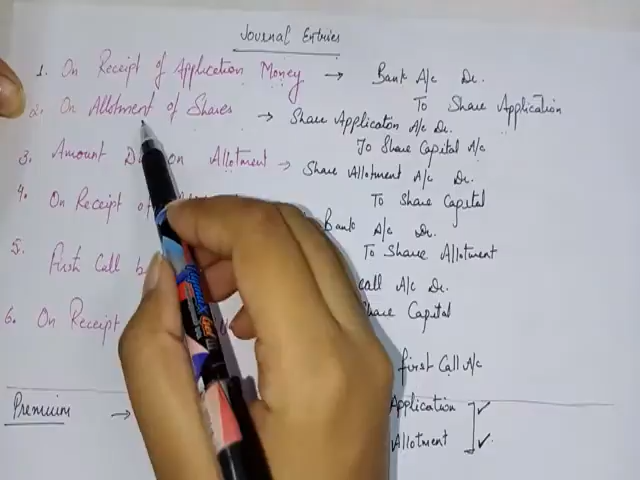 Journal Entries
1. On Receipt of Application Money → Bank A/c Dr.
To Share Application
2. On Allotment of Shares → Share Application A/c Dr.
To Share Capital A/c
3. Amount on Allotment → Share Allotment A/c Dr.
To Share Capital
4. On Receipt of Bank A/c Dr.
To Share Allotment
5. First Call call A/c Dr.
Share Capital
6. On Receipt
first Call A/c
Premium → Application ✓
Allotment ✓